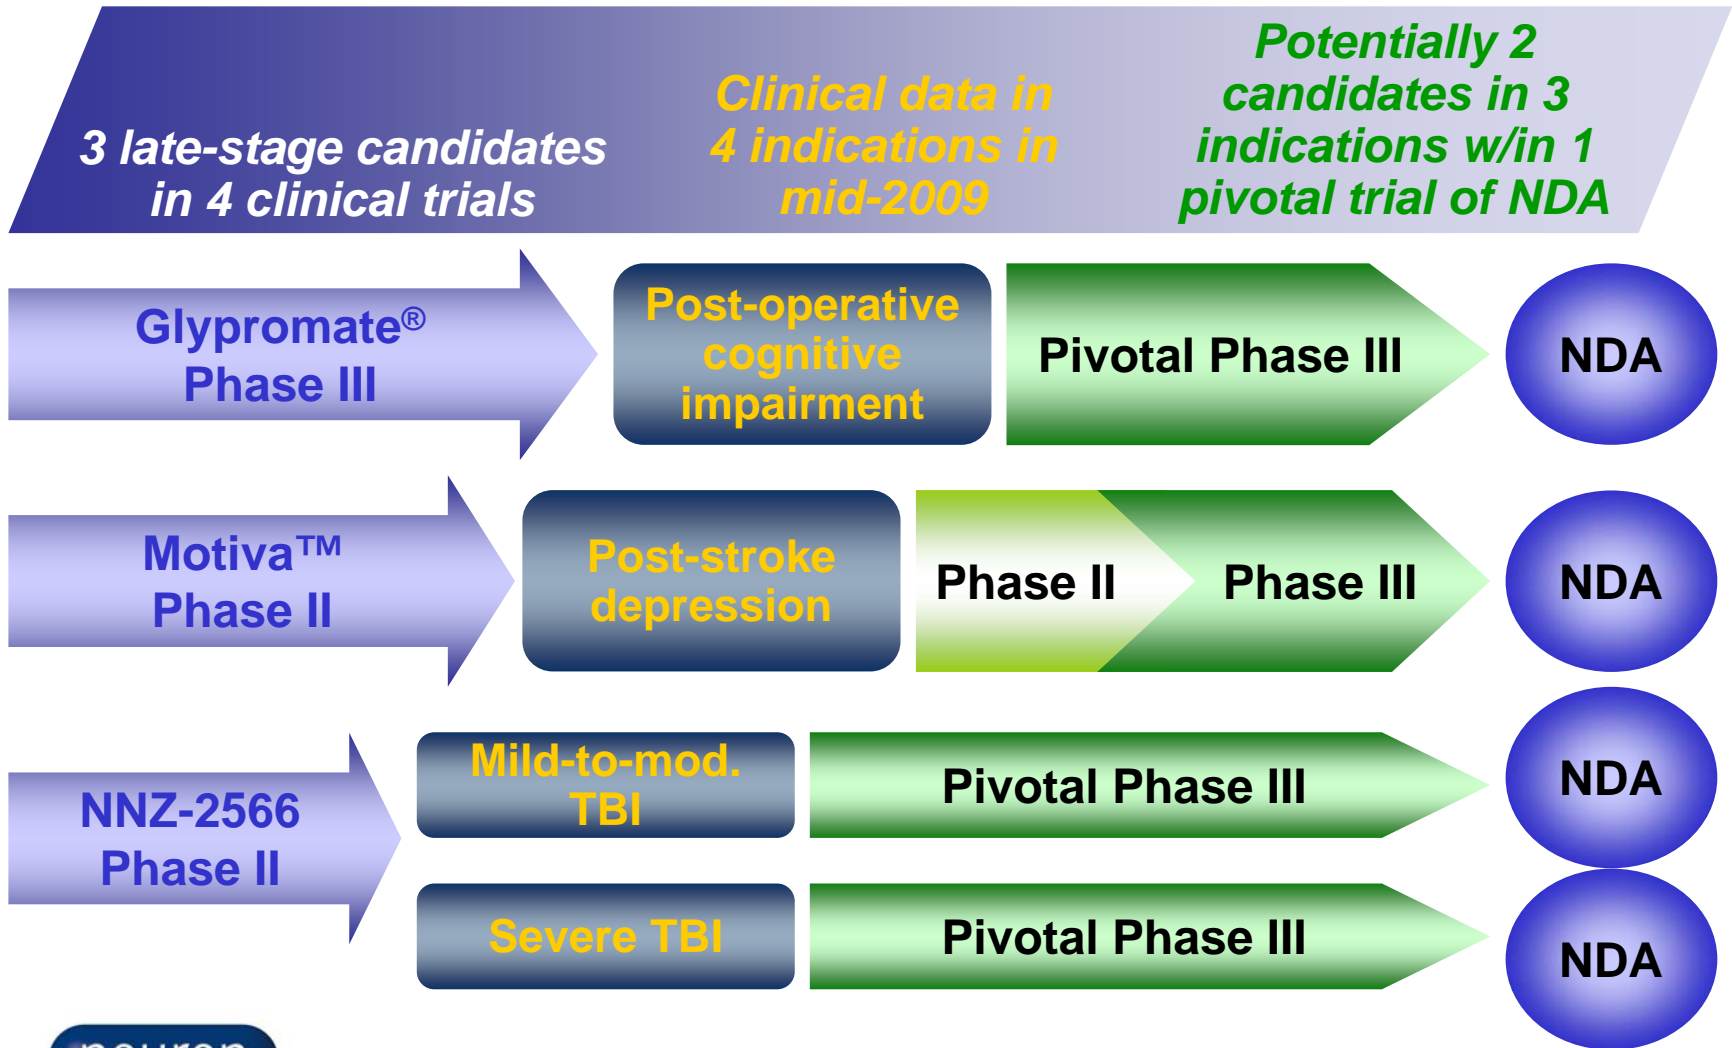 3 late-stage candidates
in 4 clinical trials
Clinical data in
4 indications in
mid-2009
Potentially 2
candidates in 3
indications w/in 1
pivotal trial of NDA
Glypromate®
Phase III
Post-operative
cognitive
impairment
Pivotal Phase III
NDA
Motiva™
Phase II
Post-stroke
depression
Phase II
Phase III
NDA
NNZ-2566
Phase II
Mild-to-mod.
TBI
Pivotal Phase III
NDA
Severe TBI
Pivotal Phase III
NDA